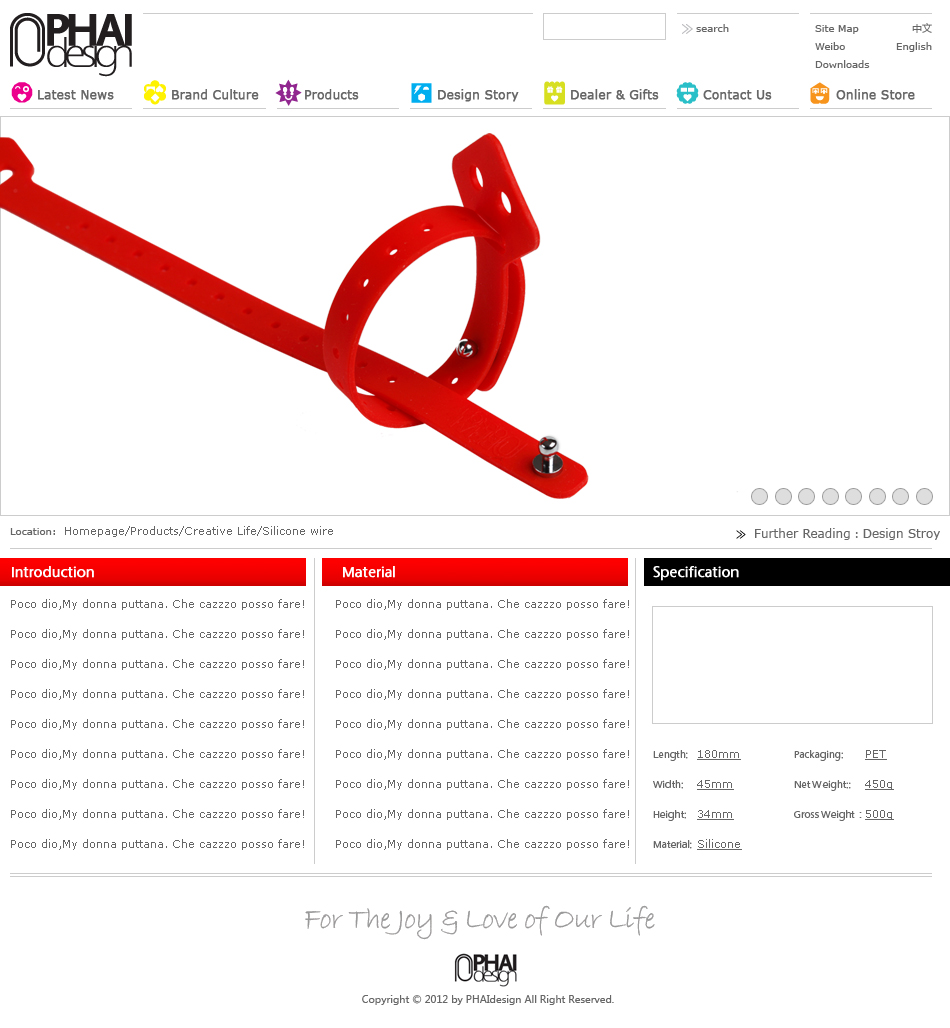 PHAI
design
search
Site Map 中文
Weibo English
Downloads
Latest News Brand Culture Products Design Story Dealer & Gifts Contact Us Online Store
Location: Homepage/Products/Creative Life/Silicone wire
Further Reading : Design Stroy
Introduction Material Specification
Poco dio,My donna puttana. Che cazzzo posso fare! Poco dio,My donna puttana. Che cazzzo posso fare!
Poco dio,My donna puttana. Che cazzzo posso fare! Poco dio,My donna puttana. Che cazzzo posso fare!
Poco dio,My donna puttana. Che cazzzo posso fare! Poco dio,My donna puttana. Che cazzzo posso fare!
Poco dio,My donna puttana. Che cazzzo posso fare! Poco dio,My donna puttana. Che cazzzo posso fare!
Poco dio,My donna puttana. Che cazzzo posso fare! Poco dio,My donna puttana. Che cazzzo posso fare!
Poco dio,My donna puttana. Che cazzzo posso fare! Poco dio,My donna puttana. Che cazzzo posso fare! Length: 180mm Packaging: PET
Poco dio,My donna puttana. Che cazzzo posso fare! Poco dio,My donna puttana. Che cazzzo posso fare! Width: 45mm Net Weight:: 450g
Poco dio,My donna puttana. Che cazzzo posso fare! Poco dio,My donna puttana. Che cazzzo posso fare! Height: 34mm Gross Weight : 500g
Poco dio,My donna puttana. Che cazzzo posso fare! Poco dio,My donna puttana. Che cazzzo posso fare! Material: Silicone
For The Joy & Love of Our Life
PHAI
design
Copyright © 2012 by PHAIdesign All Right Reserved.